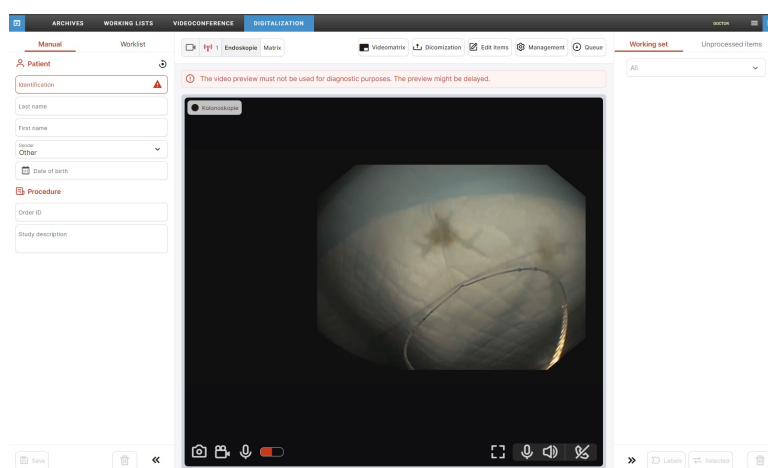 ARCHIVES WORKING LISTS VIDEOCONFERENCE DIGITALIZATION DOCTOR
Manual Worklist
1 Endoskopie Matrix Videomatrix Dicomization Edit items Management Queue
Working set Unprocessed items
Patient
The video preview must not be used for diagnostic purposes. The preview might be delayed.
All
Identification
Kolonoskopie
Last name
First name
Gender
Other
Date of birth
Procedure
Order ID
Study description
Save
Labels Selected